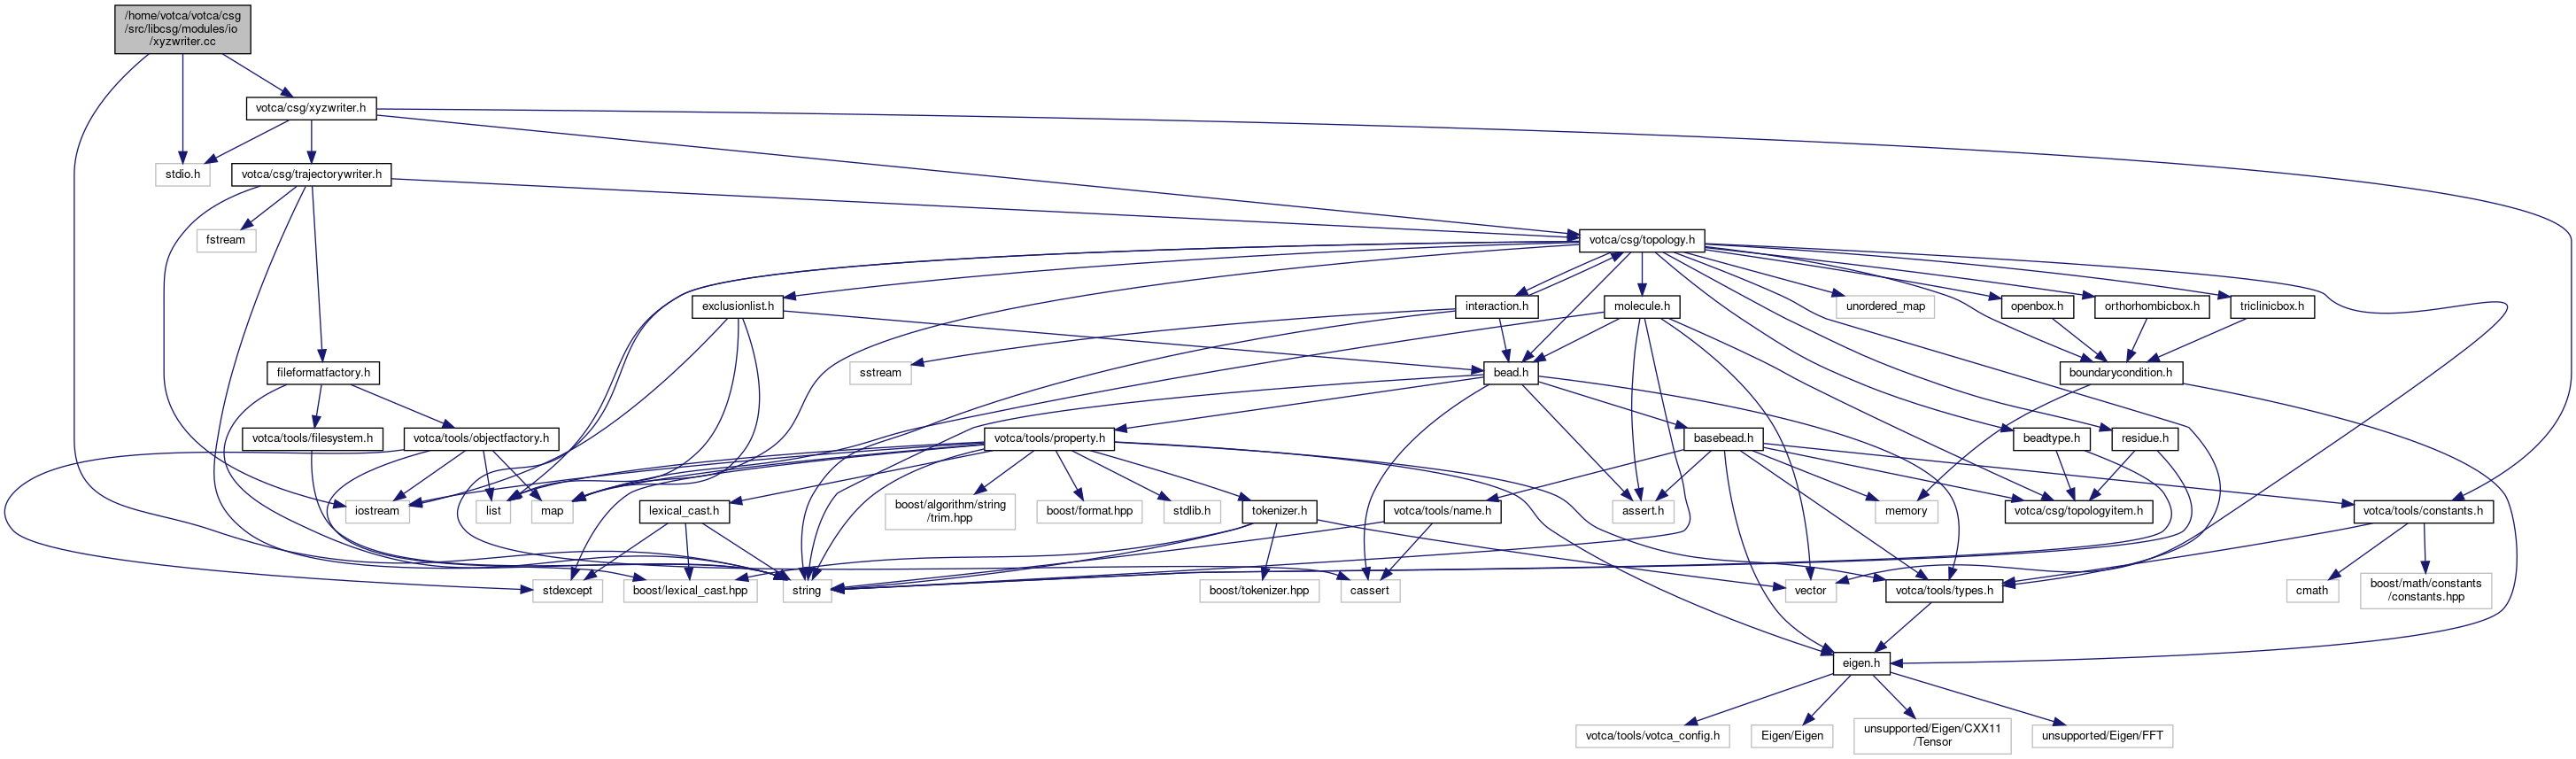 /home/votca/votca/csg
/src/libcsg/modules/io
/xyzwriter.cc
votca/csg/xyzwriter.h
stdio.h
votca/csg/trajectorywriter.h
fstream
votca/csg/topology.h
exclusionlist.h
interaction.h
molecule.h
unordered_map
openbox.h
orthorhombicbox.h
triclinicbox.h
fileformatfactory.h
sstream
bead.h
boundarycondition.h
votca/tools/filesystem.h
votca/tools/objectfactory.h
votca/tools/property.h
basebead.h
beadtype.h
residue.h
iostream
list
map
lexical_cast.h
boost/algorithm/string
/trim.hpp
boost/format.hpp
stdlib.h
tokenizer.h
votca/tools/name.h
assert.h
memory
votca/csg/topologyitem.h
votca/tools/constants.h
stdexcept
boost/lexical_cast.hpp
string
boost/tokenizer.hpp
cassert
vector
votca/tools/types.h
cmath
boost/math/constants
/constants.hpp
eigen.h
votca/tools/votca_config.h
Eigen/Eigen
unsupported/Eigen/CXX11
/Tensor
unsupported/Eigen/FFT